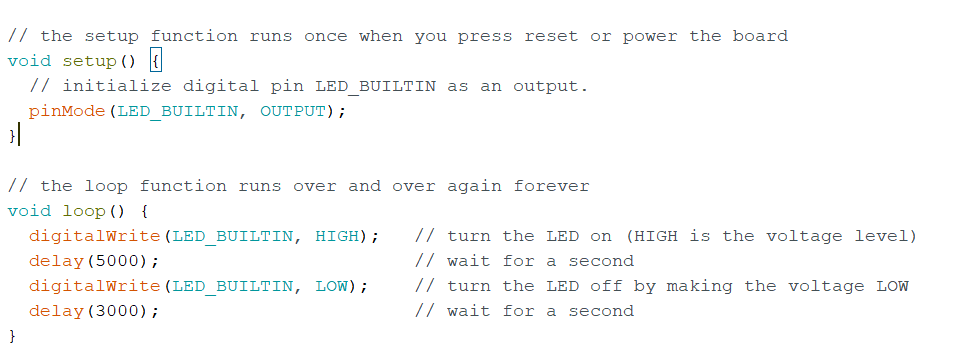 // the setup function runs once when you press reset or power the board
void setup() {
  // initialize digital pin LED_BUILTIN as an output.
  pinMode(LED_BUILTIN, OUTPUT);
}

// the loop function runs over and over again forever
void loop() {
  digitalWrite(LED_BUILTIN, HIGH);   // turn the LED on (HIGH is the voltage level)
  delay(5000);                       // wait for a second
  digitalWrite(LED_BUILTIN, LOW);    // turn the LED off by making the voltage LOW
  delay(3000);                       // wait for a second
}